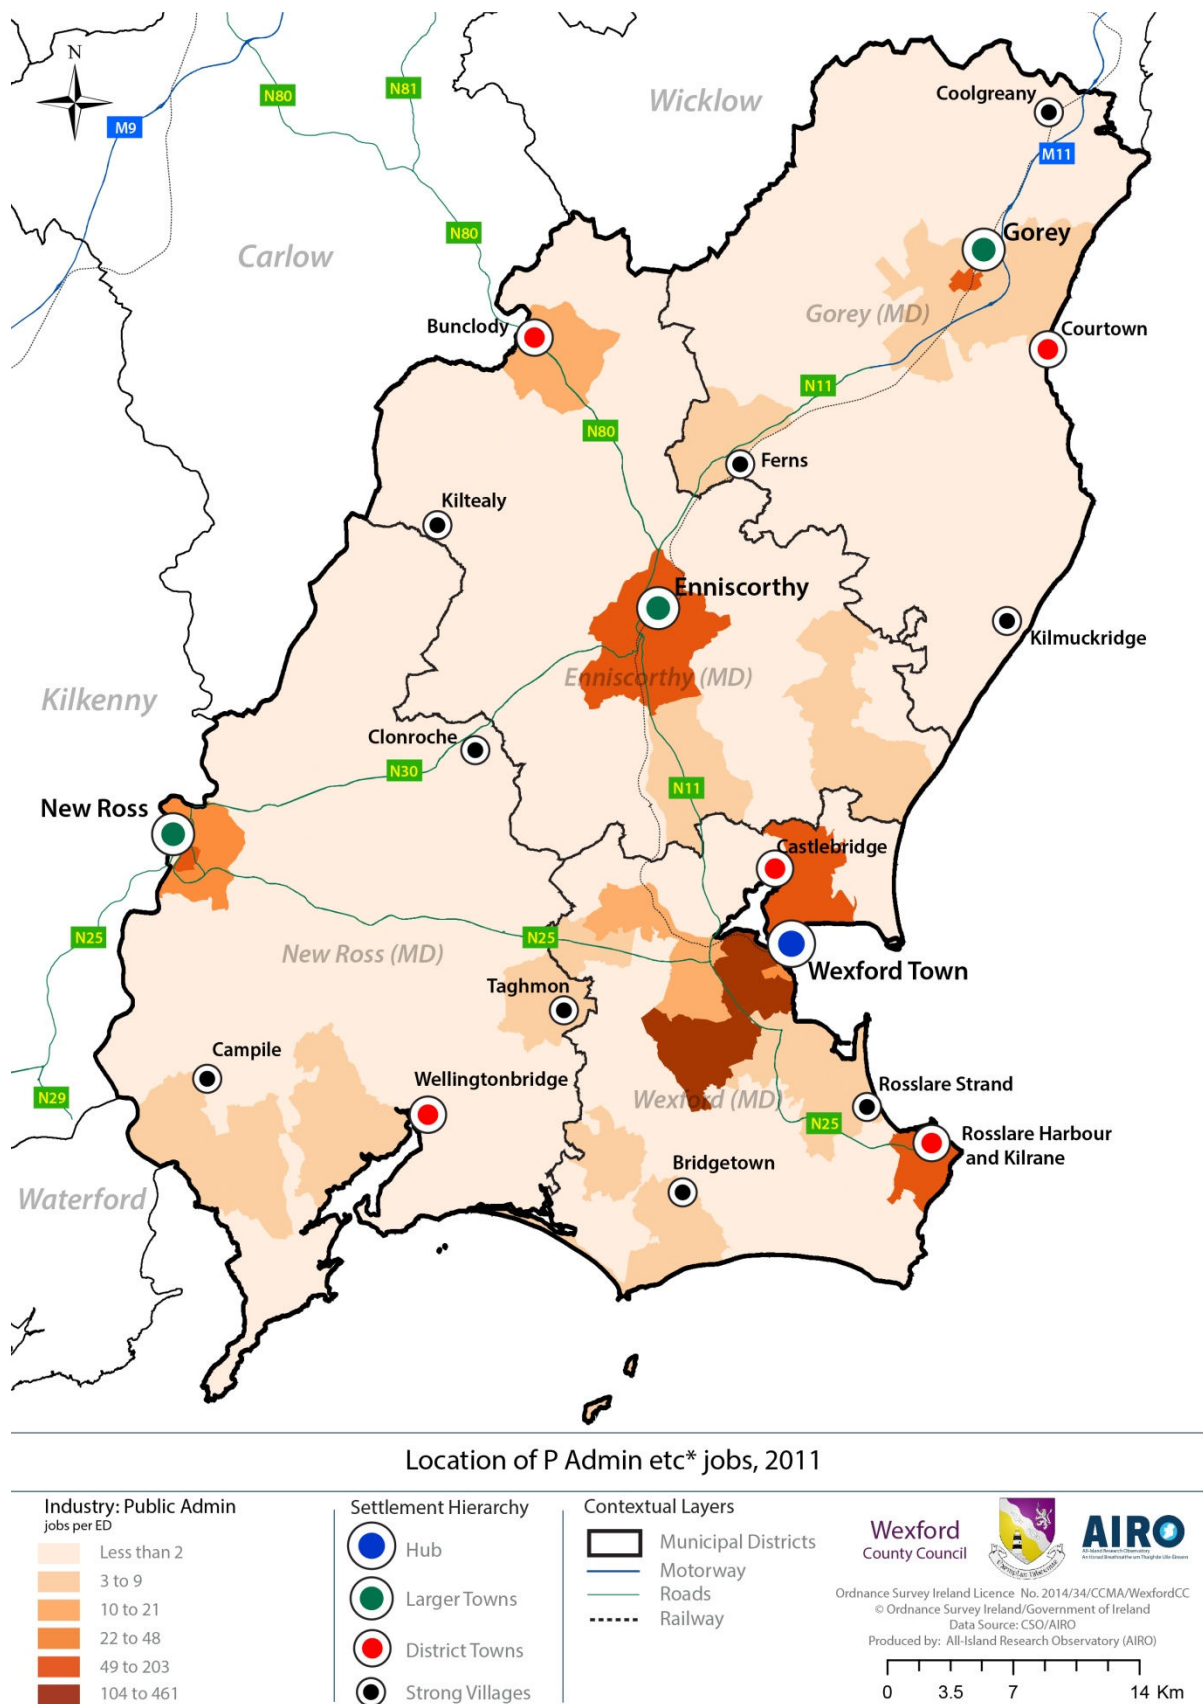 N
N80
N81
Wicklow
Coolgreany
M9
M11
N80
Carlow
Gorey
Gorey (MD)
Bunclody
Courtown
N11
N80
Ferns
Kiltealy
Enniscorthy
Kilmuckridge
Enniscorthy (MD)
Kilkenny
Clonroche
N30
N11
New Ross
Castlebridge
N25
N25
New Ross (MD)
Wexford Town
Taghmon
Campile
Wellingtonbridge
Rosslare Strand
N29
Wexford (MD)
N25
Rosslare Harbour
and Kilrane
Bridgetown
Waterford
Location of P Admin etc* jobs, 2011
Industry: Public Admin
jobs per ED
Less than 2
3 to 9
10 to 21
22 to 48
49 to 203
104 to 461
Settlement Hierarchy
Hub
Larger Towns
District Towns
Strong Villages
Contextual Layers
Municipal Districts
Motorway
Roads
Railway
Wexford
County Council
AIRO
All-Island Research Observatory
Ordnance Survey Ireland Licence No. 2014/34/CCMA/WexfordCC
© Ordnance Survey Ireland/Government of Ireland
Data Source: CSO/AIRO
Produced by: All-Island Research Observatory (AIRO)
0 3.5 7 14 Km